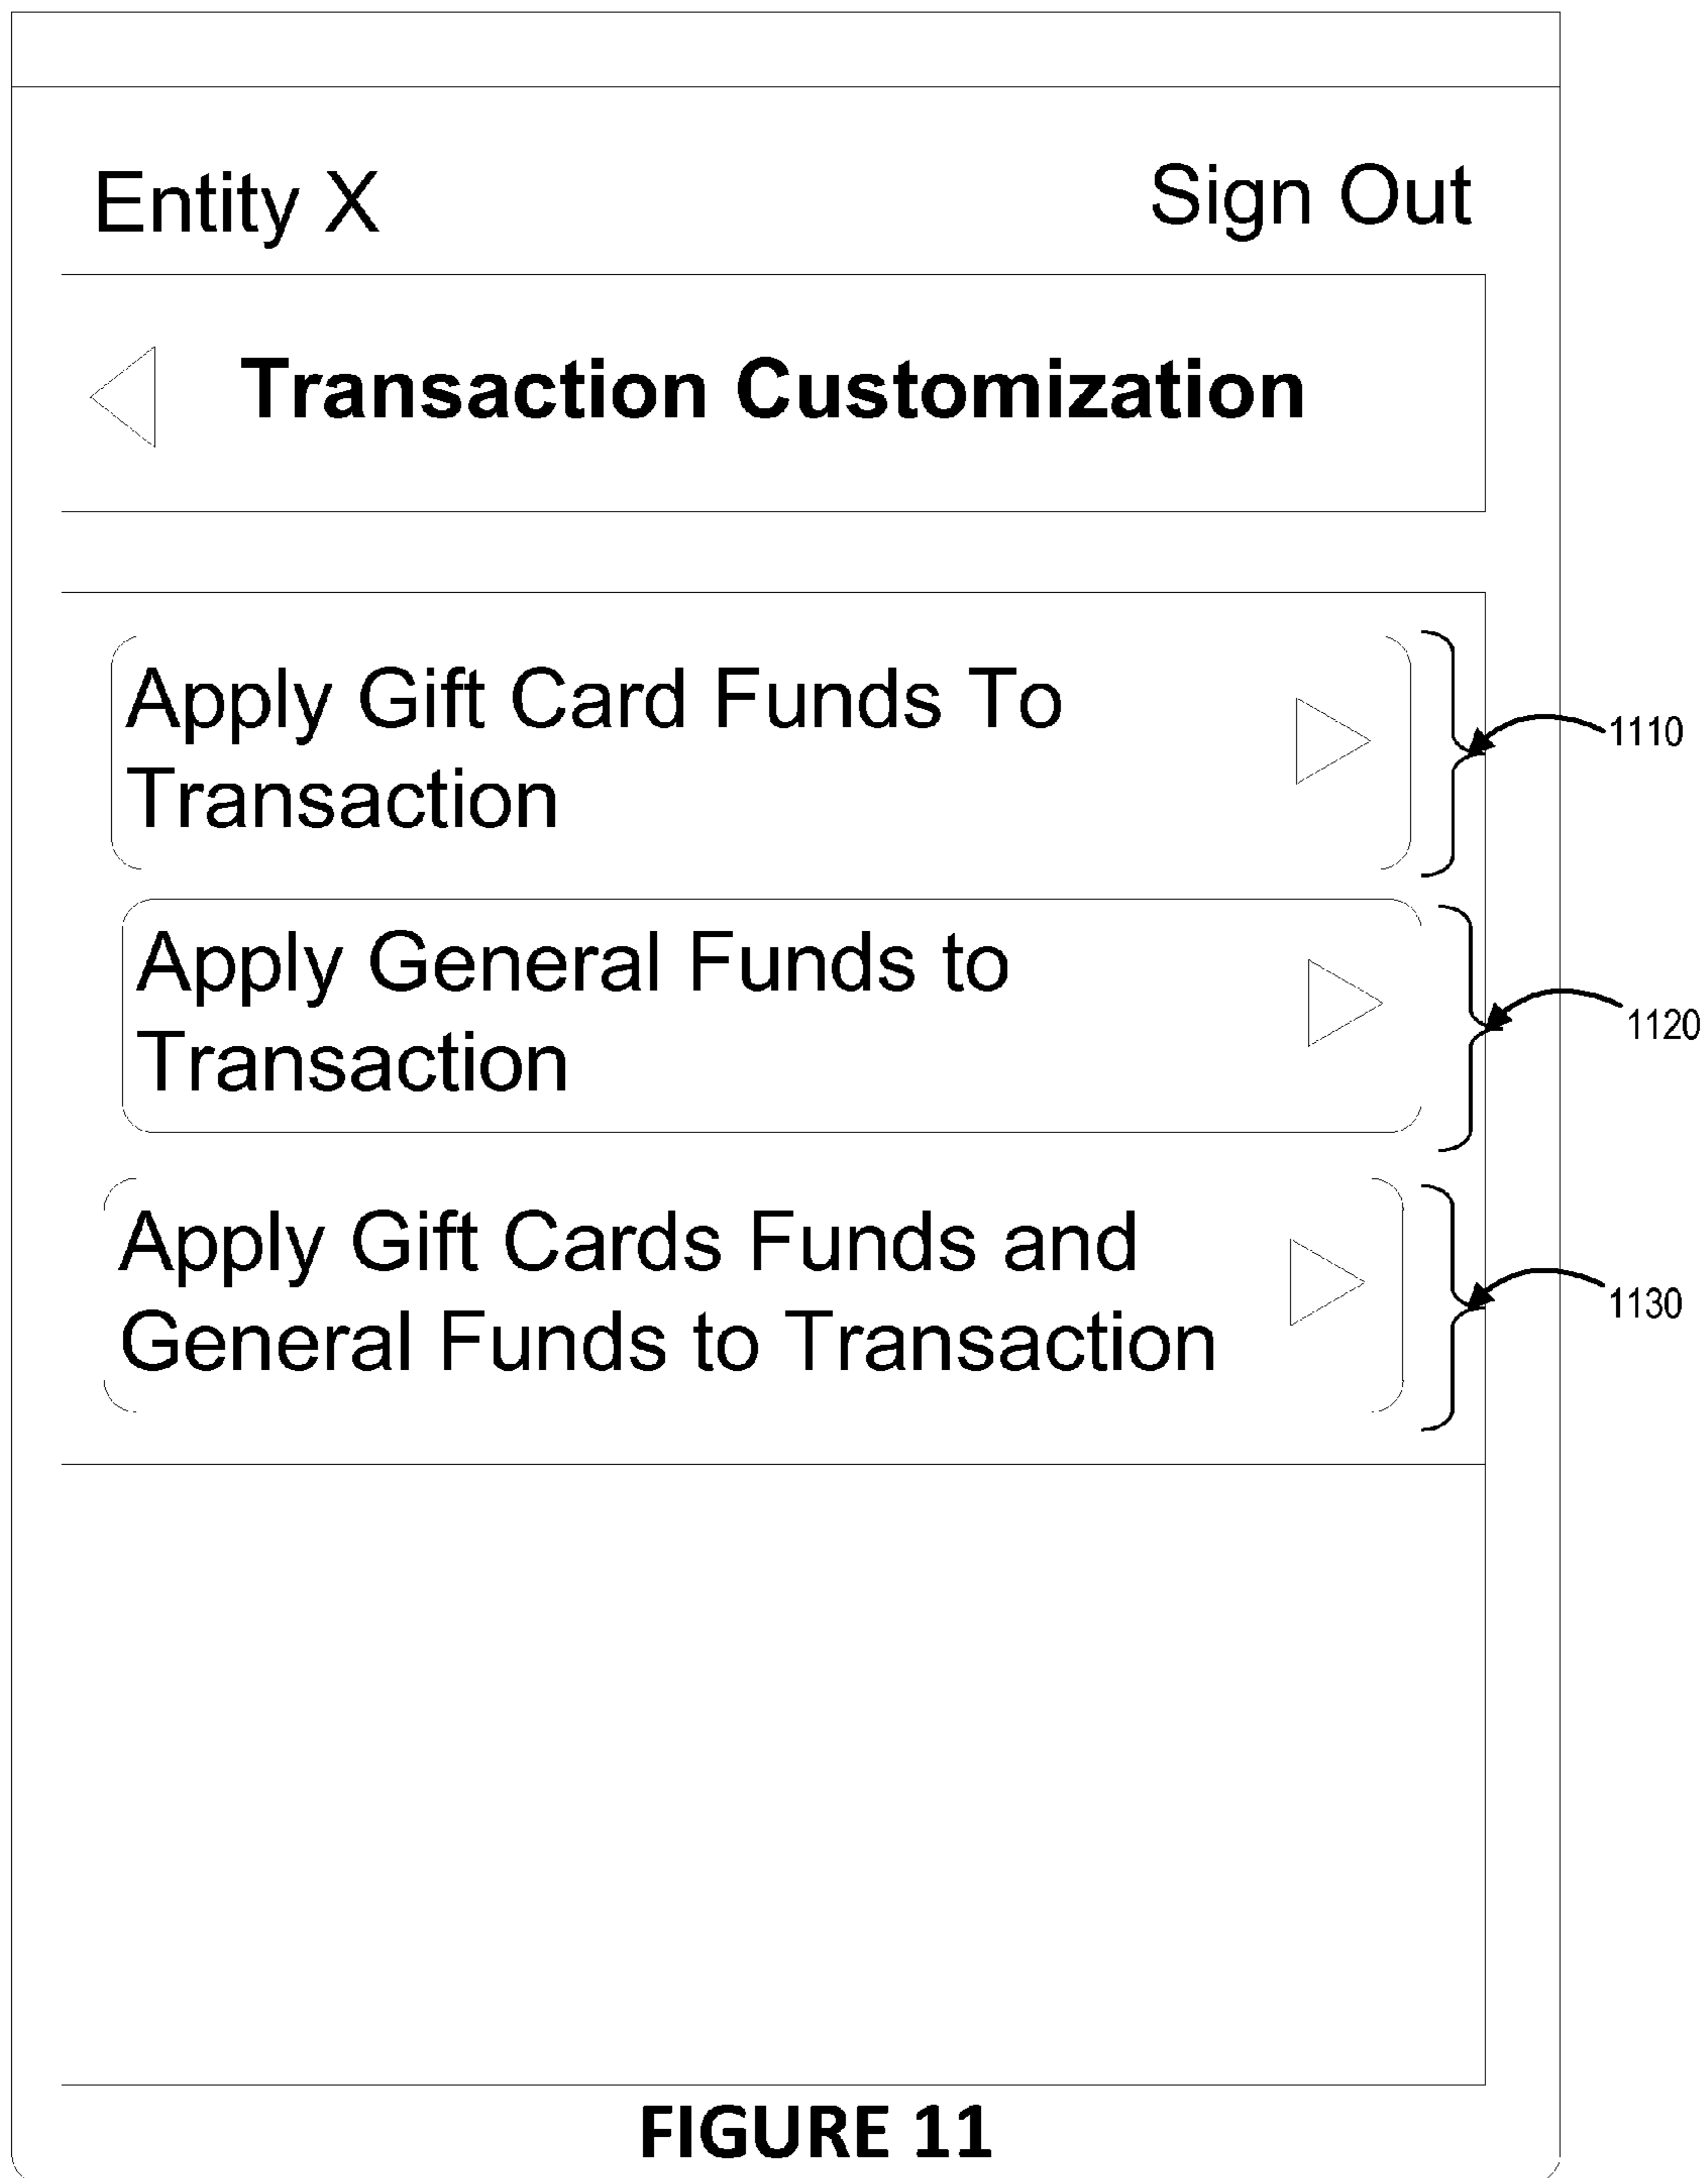 Entity X Sign Out
Transaction Customization
Apply Gift Card Funds To
Transaction
1110
Apply General Funds to
Transaction
1120
Apply Gift Cards Funds and
General Funds to Transaction
1130
FIGURE 11